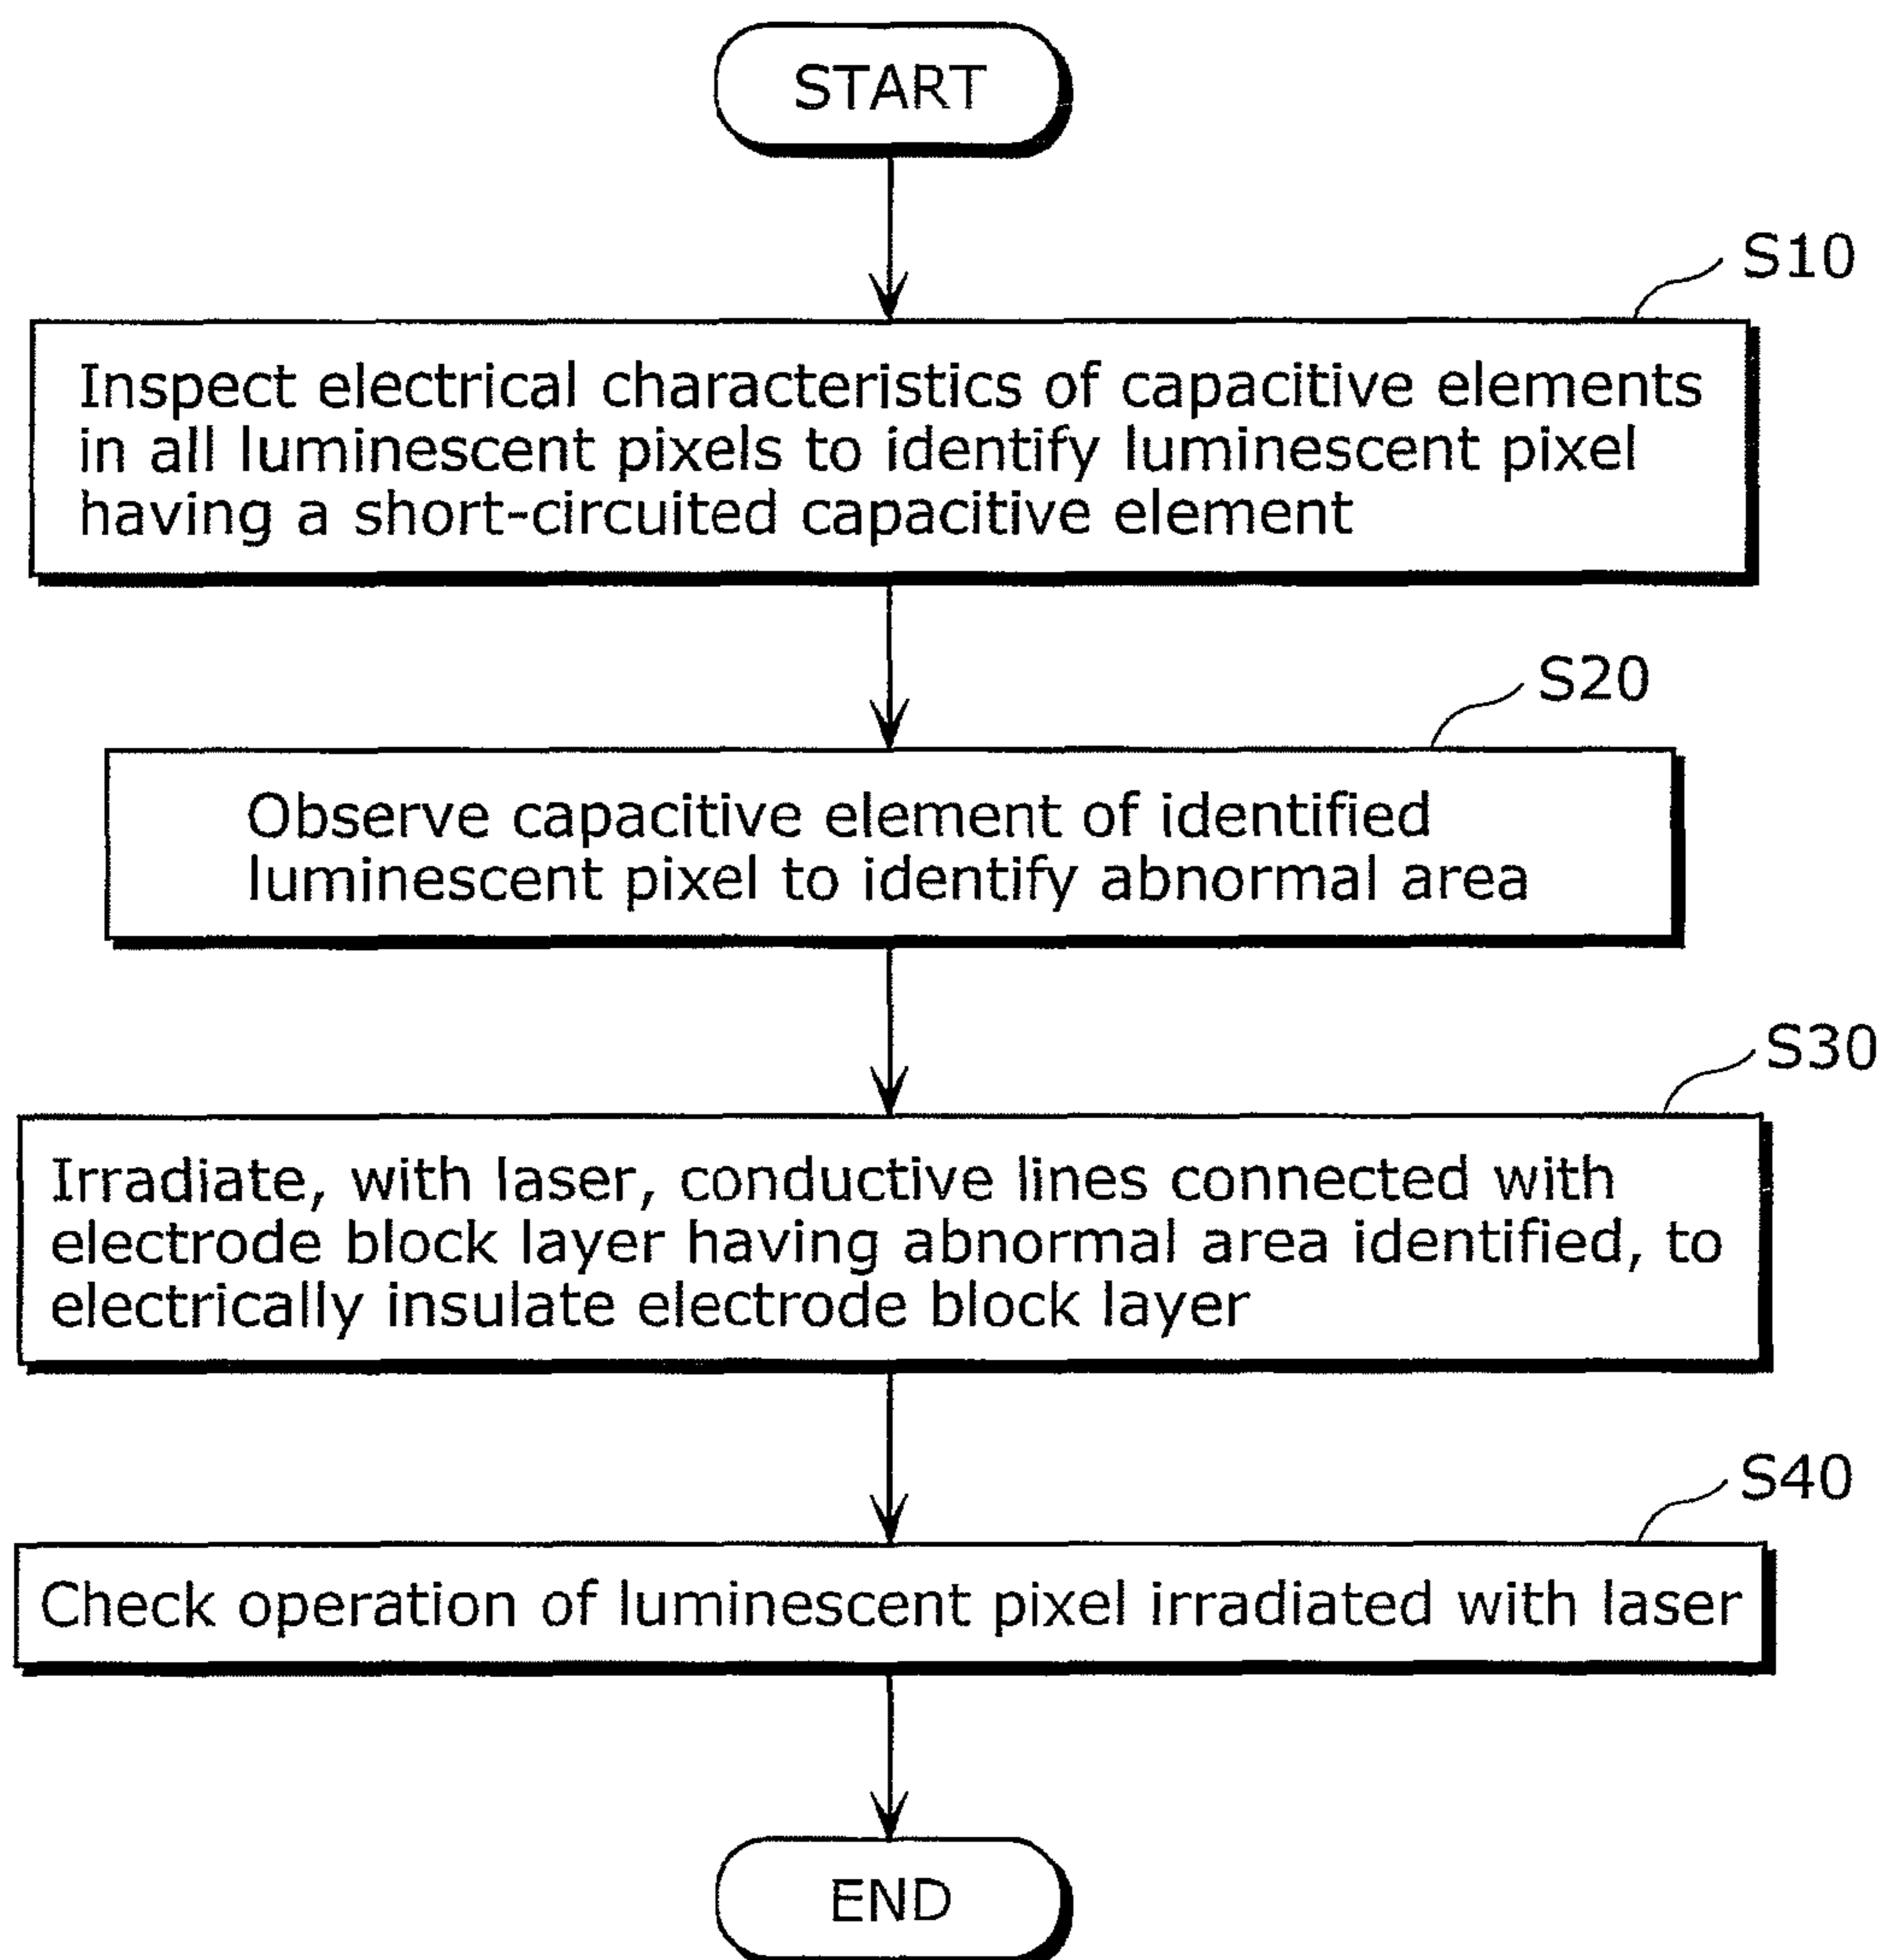 START
S10
Inspect electrical characteristics of capacitive elements
in all luminescent pixels to identify luminescent pixel
having a short-circuited capacitive element
S20
Observe capacitive element of identified
luminescent pixel to identify abnormal area
S30
Irradiate, with laser, conductive lines connected with
electrode block layer having abnormal area identified, to
electrically insulate electrode block layer
S40
Check operation of luminescent pixel irradiated with laser
END